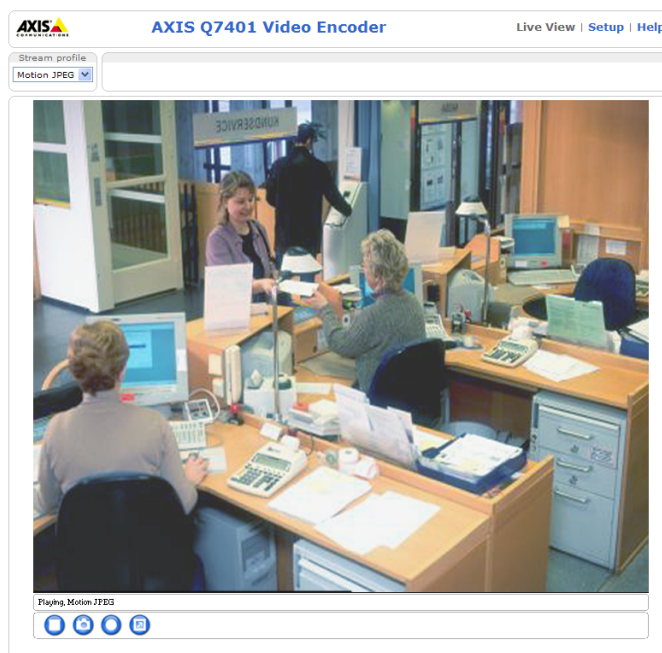 AXIS
COMMUNICATIONS
AXIS Q7401 Video Encoder
Live View | Setup | Help
Stream profile
Motion JPEG
KUNDSERVICE
Playing, Motion JPEG